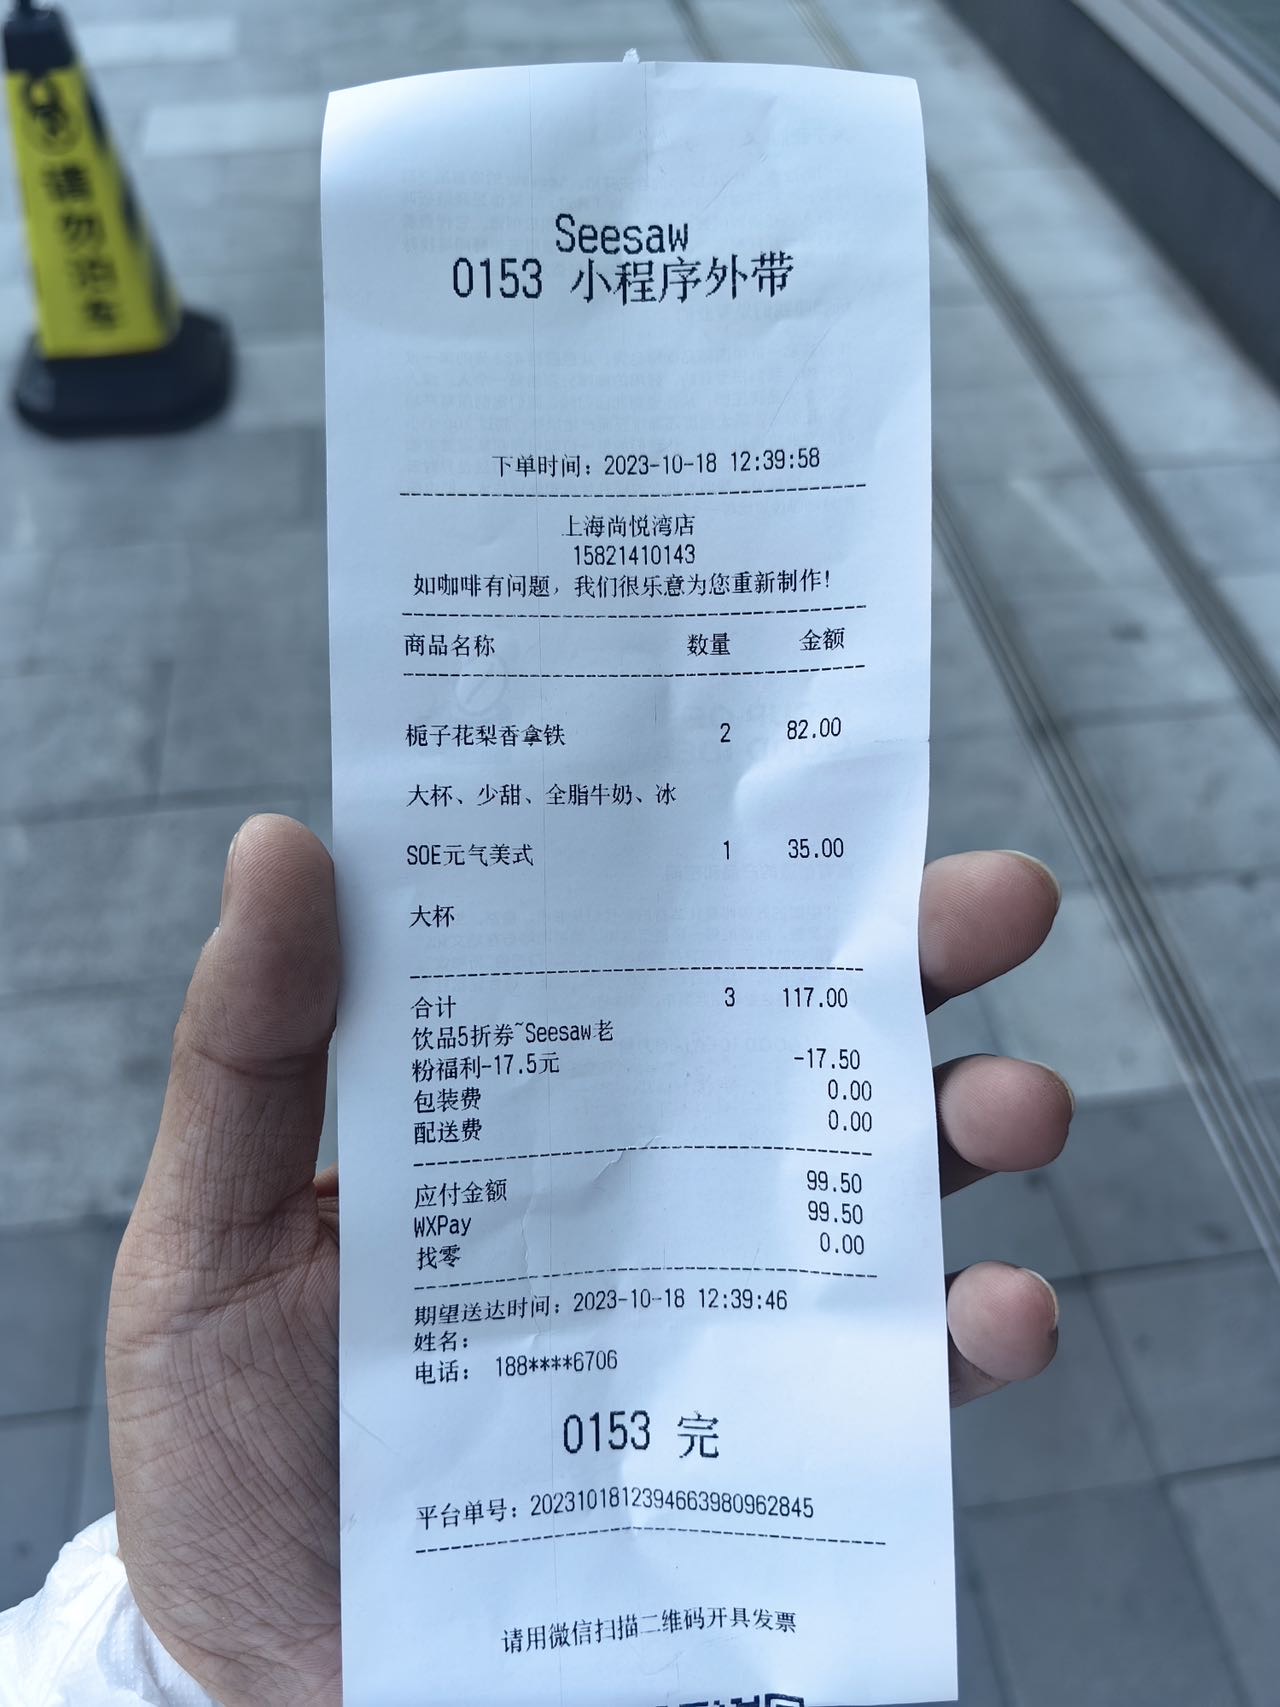 请勿泊车
Seesaw
0153 小程序外带
下单时间：2023-10-18 12:39:58
上海尚悦湾店
15821410143
如咖啡有问题，我们很乐意为您重新制作！
商品名称 数量 金额
栀子花梨香拿铁 2 82.00
大杯、少甜、全脂牛奶、冰
SOE元气美式 1 35.00
大杯
合计 3 117.00
饮品5折券~Seesaw老
粉福利-17.5元 -17.50
包装费 0.00
配送费 0.00
应付金额 99.50
WXPay 99.50
找零 0.00
期望送达时间：2023-10-18 12:39:46
姓名：
电话： 188****6706
0153 完
平台单号：2023101812394663980962845
请用微信扫描二维码开具发票